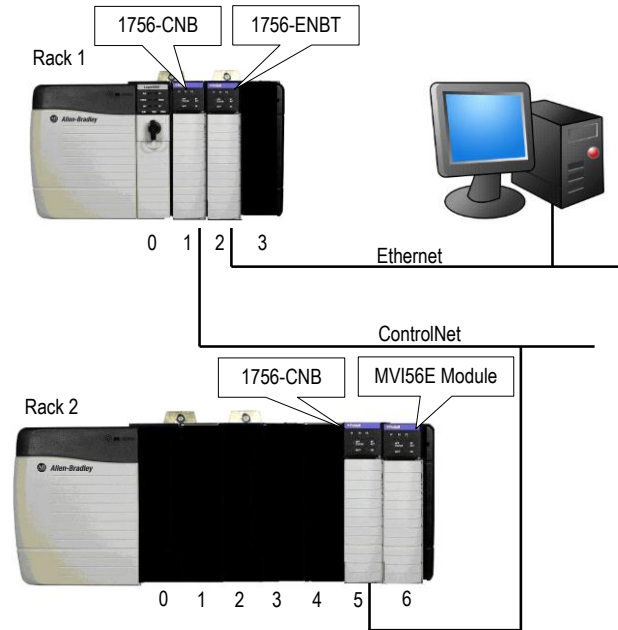 1756-CNB
1756-ENBT
Rack 1
Allen-Bradley
0 1 2 3
Ethernet
ControlNet
1756-CNB
MVI56E Module
Rack 2
Allen-Bradley
0 1 2 3 4 5 6